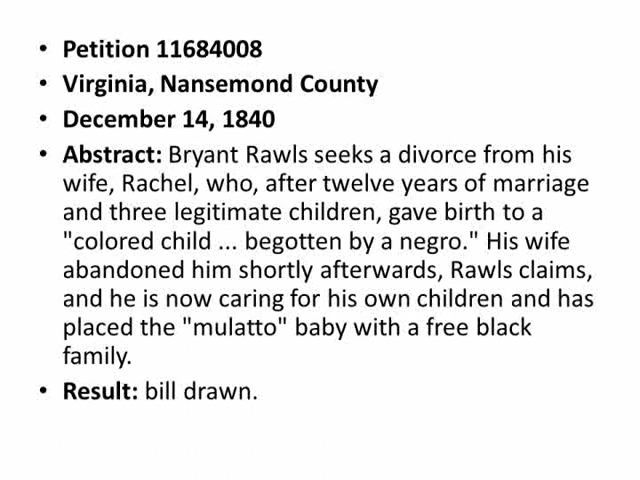 • Petition 11684008
• Virginia, Nansemond County
• December 14, 1840
• Abstract: Bryant Rawls seeks a divorce from his
wife, Rachel, who, after twelve years of marriage
and three legitimate children, gave birth to a
"colored child ... begotten by a negro." His wife
abandoned him shortly afterwards, Rawls claims,
and he is now caring for his own children and has
placed the "mulatto" baby with a free black
family.
• Result: bill drawn.